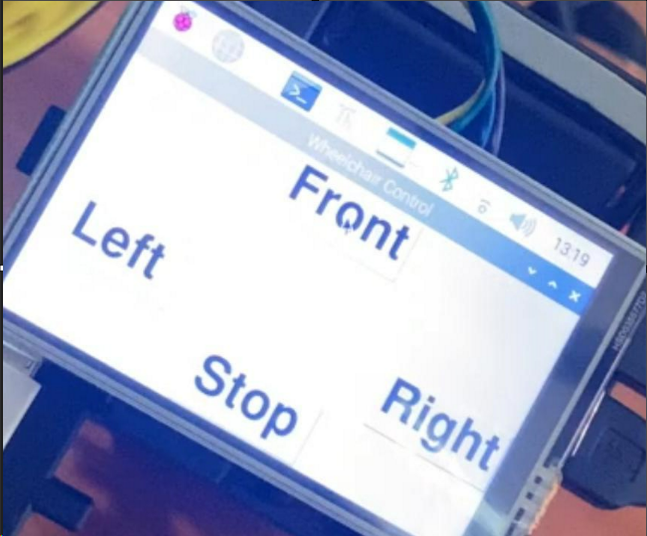 13:19
Wheelchair Control
Front
Left
Right
Stop